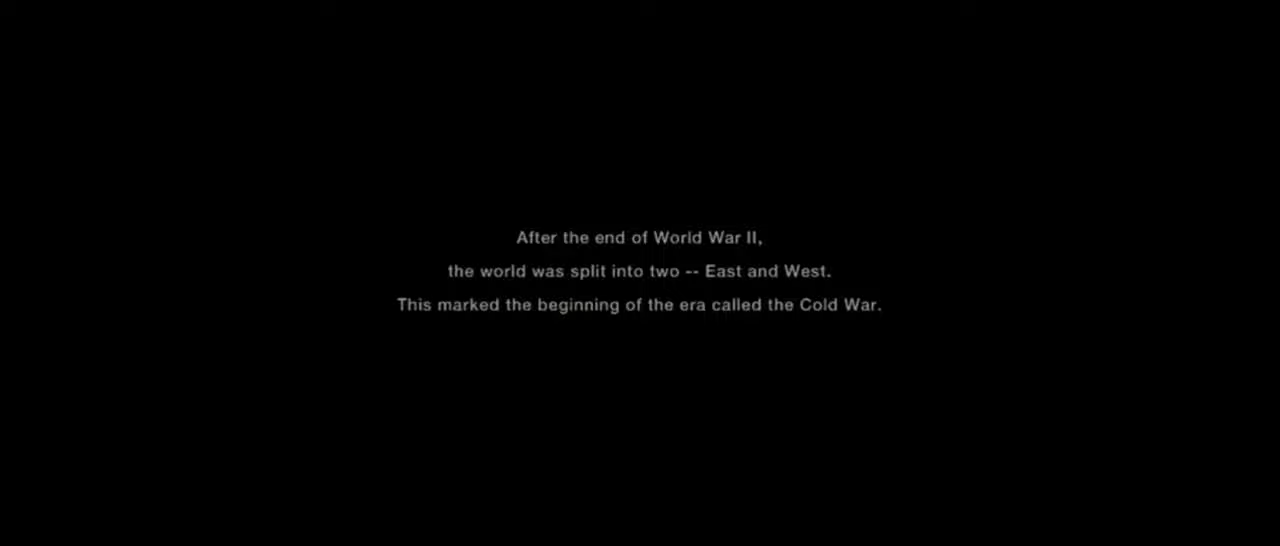 After the end of World War II,
the world was split into two -- East and West.
This marked the beginning of the era called the Cold War.